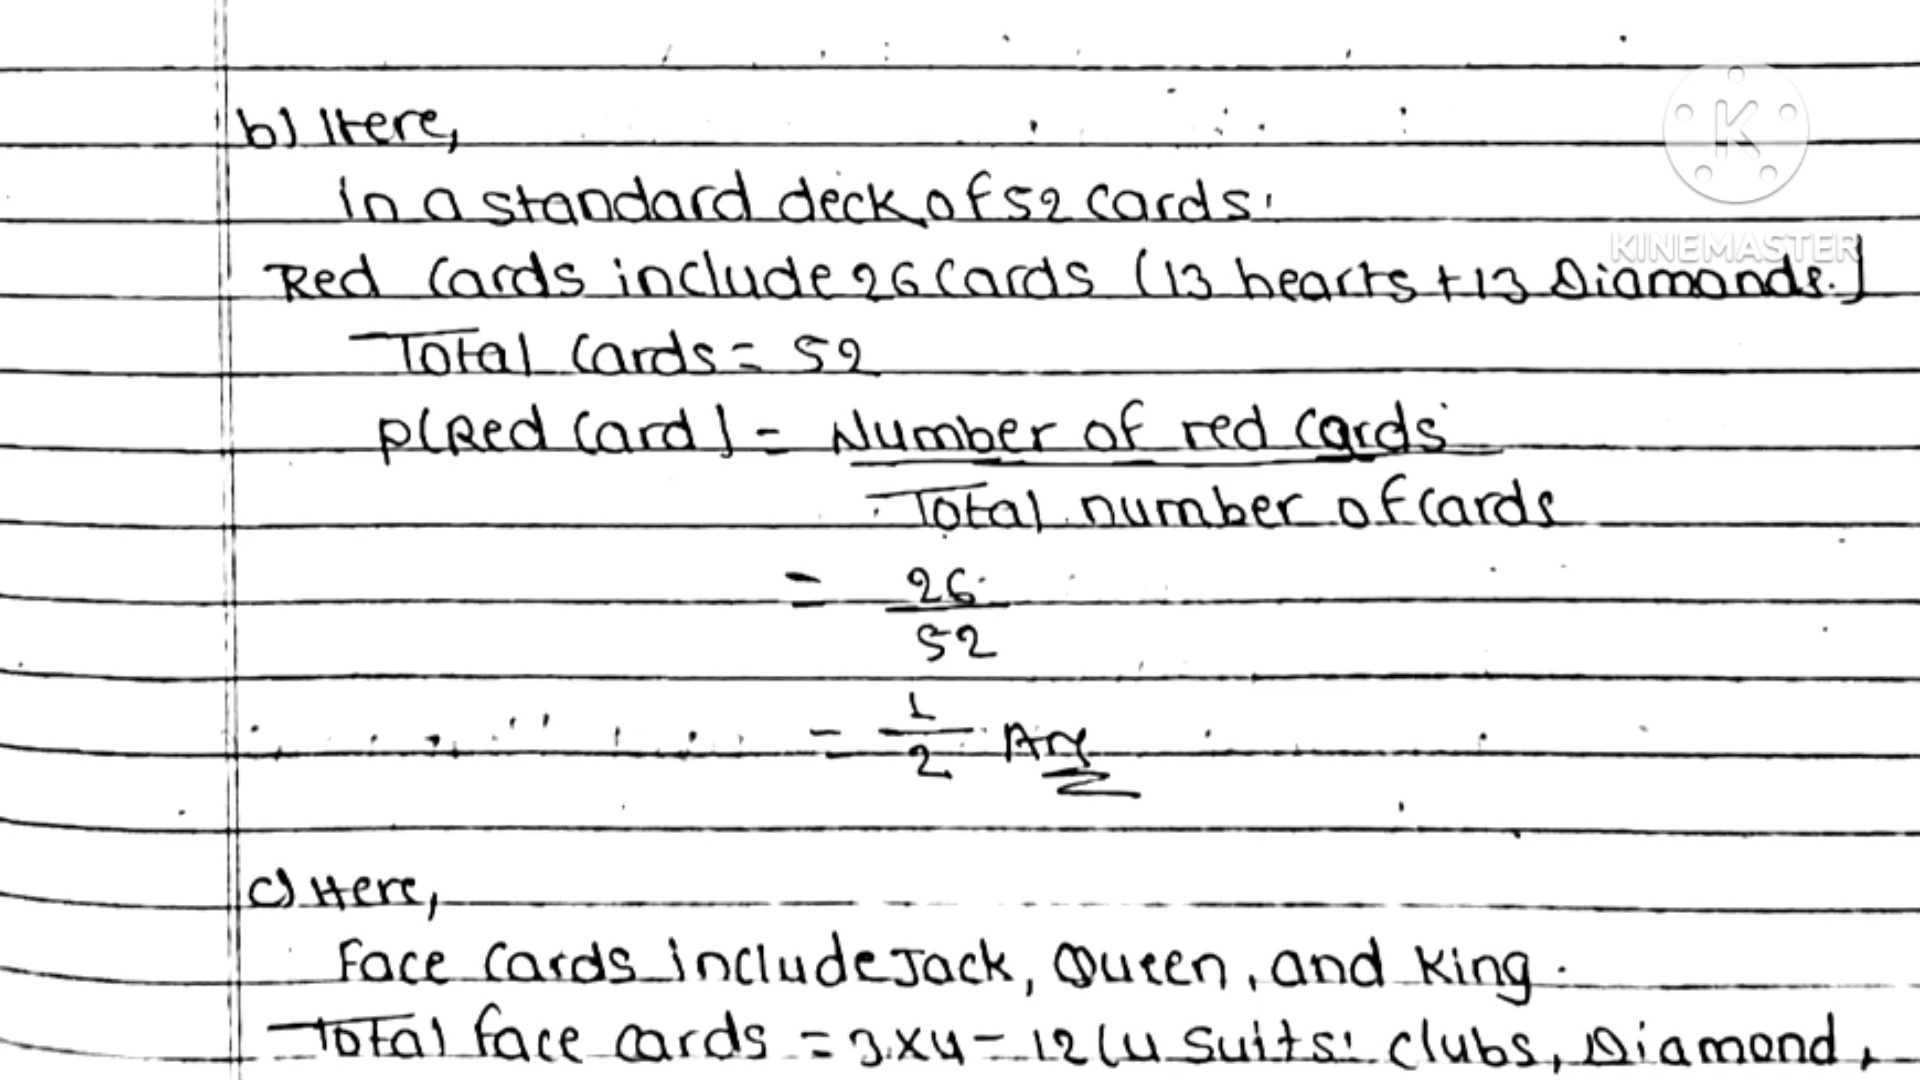 b) Here,
In a standard deck of 52 cards:
Red cards include 26 cards (13 hearts + 13 Diamonds.)
KINEMASTER
Total cards = 52
P(Red card) = Number of red cards
Total number of cards
= 26
52
= 1
2 Ans
c) Here,
Face cards include Jack, Queen, and King.
Total face cards = 3×4 = 12 (4 suits: clubs, Diamond,